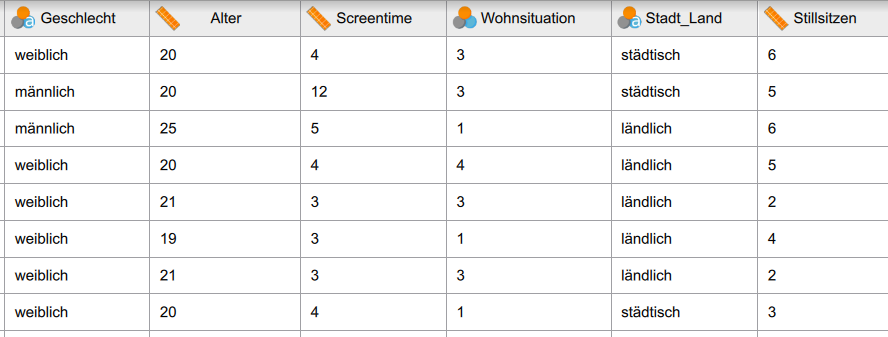 Geschlecht Alter Screentime Wohnsituation Stadt_Land Stillsitzen
weiblich 20 4 3 städtisch 6
männlich 20 12 3 städtisch 5
männlich 25 5 1 ländlich 6
weiblich 20 4 4 ländlich 5
weiblich 21 3 3 ländlich 2
weiblich 19 3 1 ländlich 4
weiblich 21 3 3 ländlich 2
weiblich 20 4 1 städtisch 3